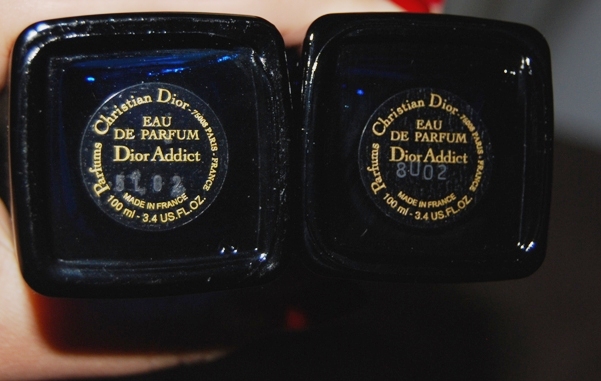 Parfums Christian Dior - 75008 PARIS - FRANCE
EAU
DE PARFUM
Dior Addict
MADE IN FRANCE
100 ml - 3.4 US.FL.OZ.
Parfums Christian Dior - 75008 PARIS - FRANCE
EAU
DE PARFUM
Dior Addict
8U02
MADE IN FRANCE
100 ml - 3.4 US.FL.OZ.